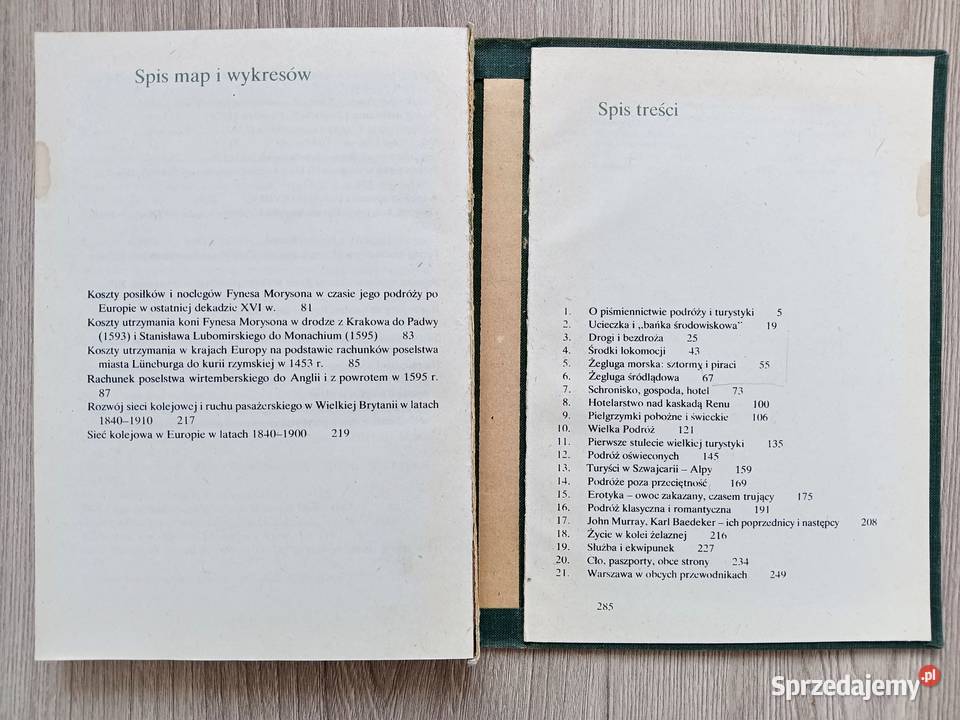 Spis map i wykresów
Koszty posiłków i noclegów Fynesa Morysona w czasie jego podróży po
Europie w ostatniej dekadzie XVI w. 81
Koszty utrzymania koni Fynesa Morysona w drodze z Krakowa do Padwy
(1593) i Stanisława Lubomirskiego do Monachium (1595) 83
Koszty utrzymania w krajach Europy na podstawie rachunków poselstwa
miasta Lüneburga do kurii rzymskiej w 1453 r. 85
Rachunek poselstwa wirtemberskiego do Anglii i z powrotem w 1595 r.
87
Rozwój sieci kolejowej i ruchu pasażerskiego w Wielkiej Brytanii w latach
1840–1910 217
Sieć kolejowa w Europie w latach 1840–1900 219
Spis treści
1. O piśmiennictwie podróży i turystyki 5
2. Ucieczka i „bańka środowiskowa” 19
3. Drogi i bezdroża 25
4. Środki lokomocji 43
5. Żegluga morska: sztormy i piraci 55
6. Żegluga śródlądowa 67
7. Schronisko, gospoda, hotel 73
8. Hotelarstwo nad kaskadą Renu 100
9. Pielgrzymki pobożne i świeckie 106
10. Wielka Podróż 121
11. Pierwsze stulecie wielkiej turystyki 135
12. Podróż oświeconych 145
13. Turyści w Szwajcarii – Alpy 159
14. Podróże poza przeciętność 169
15. Erotyka – owoc zakazany, czasem trujący 175
16. Podróż klasyczna i romantyczna 191
17. John Murray, Karl Baedeker – ich poprzednicy i następcy 208
18. Życie w kolei żelaznej 216
19. Służba i ekwipunek 227
20. Cło, paszporty, obce strony 234
21. Warszawa w obcych przewodnikach 249
285
Sprzedajemy.pl